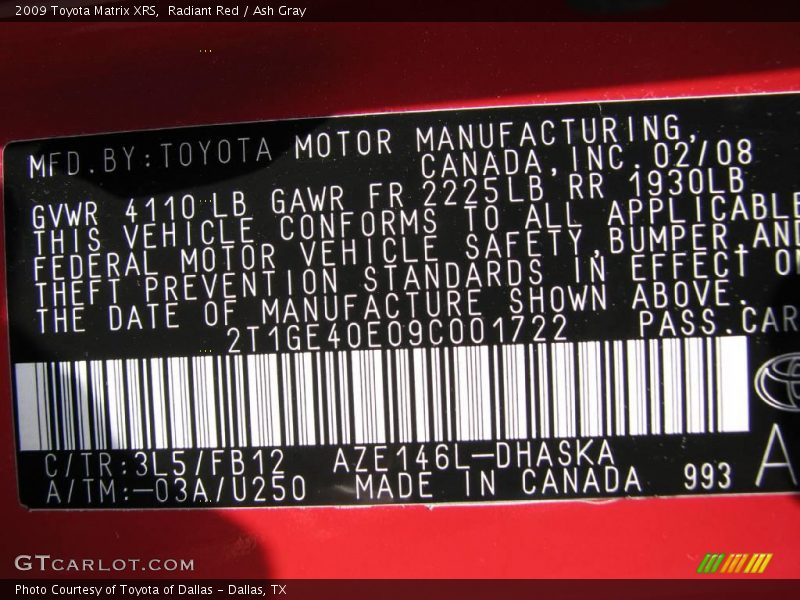 2009 Toyota Matrix XRS,  Radiant Red / Ash Gray
MFD.BY:TOYOTA MOTOR MANUFACTURING,
CANADA,INC.02/08
GVWR 4110 LB GAWR FR 2225LB RR 1930LB
THIS VEHICLE CONFORMS TO ALL APPLICABLE
FEDERAL MOTOR VEHICLE SAFETY,BUMPER,AND
THEFT PREVENTION STANDARDS IN EFFECT ON
THE DATE OF MANUFACTURE SHOWN ABOVE.
2T1GE40E09C001722 PASS.CAR
C/TR:3L5/FB12 AZE146L-DHASKA
A/TM:-03A/U250 MADE IN CANADA 993 A
GTCARLOT.COM
Photo Courtesy of Toyota of Dallas - Dallas, TX